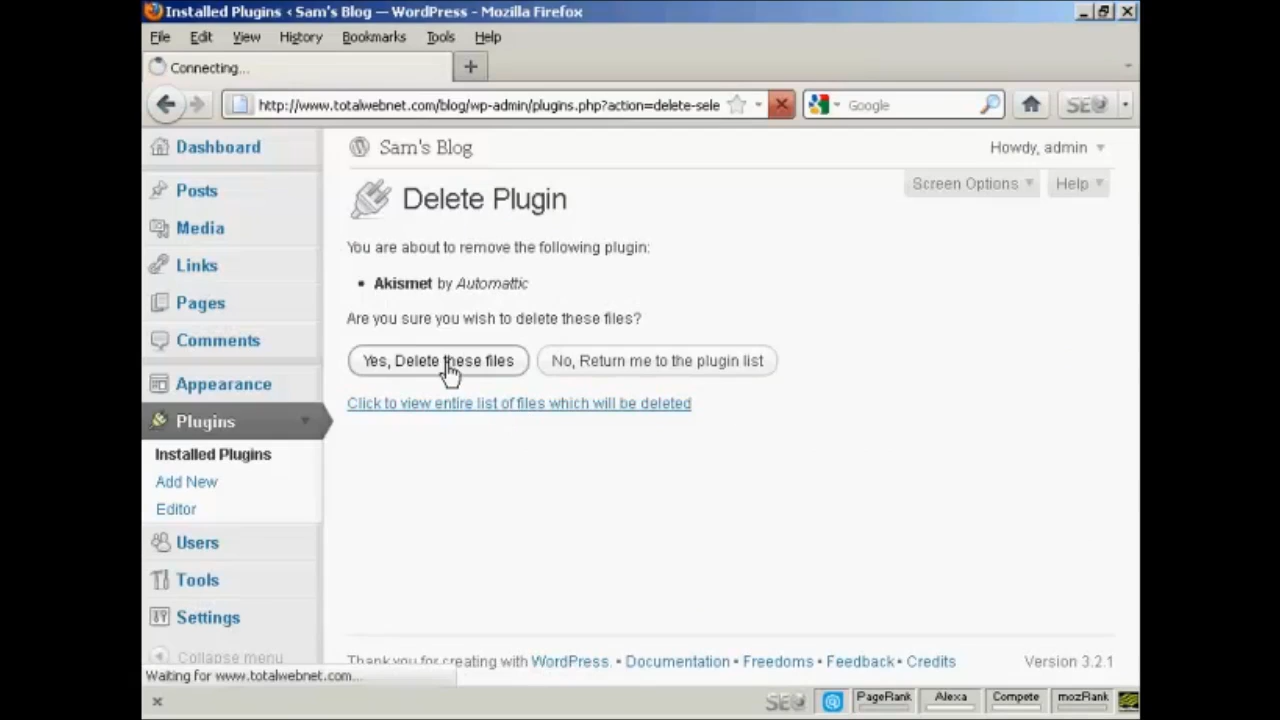 Installed Plugins ‹ Sam's Blog — WordPress - Mozilla Firefox
File Edit View History Bookmarks Tools Help
Connecting...
http://www.totalwebnet.com/blog/wp-admin/plugins.php?action=delete-sele
Google
SEO
Dashboard
Posts
Media
Links
Pages
Comments
Appearance
Plugins
Installed Plugins
Add New
Editor
Users
Tools
Settings
Collapse menu
Sam's Blog
Howdy, admin
Screen Options Help
Delete Plugin
You are about to remove the following plugin:
• Akismet by Automattic
Are you sure you wish to delete these files?
Yes, Delete these files No, Return me to the plugin list
Click to view entire list of files which will be deleted
Thank you for creating with WordPress. • Documentation • Freedoms • Feedback • Credits Version 3.2.1
Waiting for www.totalwebnet.com...
SEO PageRank Alexa Compete mozRank